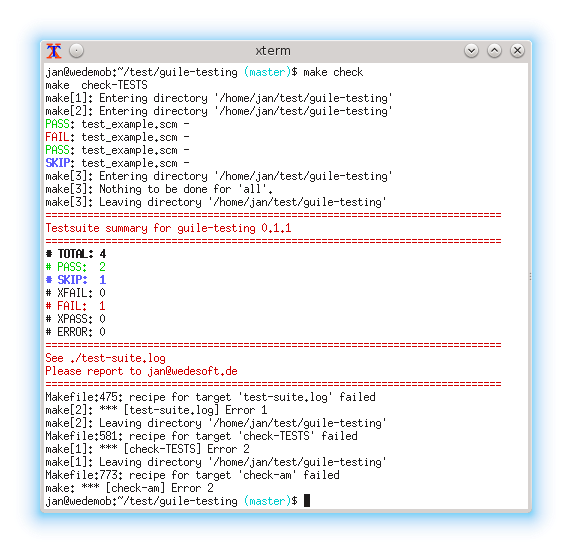 xterm
jan@wedemob:~/test/guile-testing (master)$ make check
make  check-TESTS
make[1]: Entering directory '/home/jan/test/guile-testing'
make[2]: Entering directory '/home/jan/test/guile-testing'
PASS: test_example.scm -
FAIL: test_example.scm -
PASS: test_example.scm -
SKIP: test_example.scm -
make[3]: Entering directory '/home/jan/test/guile-testing'
make[3]: Nothing to be done for 'all'.
make[3]: Leaving directory '/home/jan/test/guile-testing'
============================================================================
Testsuite summary for guile-testing 0.1.1
============================================================================
# TOTAL: 4
# PASS:  2
# SKIP:  1
# XFAIL: 0
# FAIL:  1
# XPASS: 0
# ERROR: 0
============================================================================
See ./test-suite.log
Please report to jan@wedesoft.de
============================================================================
Makefile:475: recipe for target 'test-suite.log' failed
make[2]: *** [test-suite.log] Error 1
make[2]: Leaving directory '/home/jan/test/guile-testing'
Makefile:581: recipe for target 'check-TESTS' failed
make[1]: *** [check-TESTS] Error 2
make[1]: Leaving directory '/home/jan/test/guile-testing'
Makefile:773: recipe for target 'check-am' failed
make: *** [check-am] Error 2
jan@wedemob:~/test/guile-testing (master)$